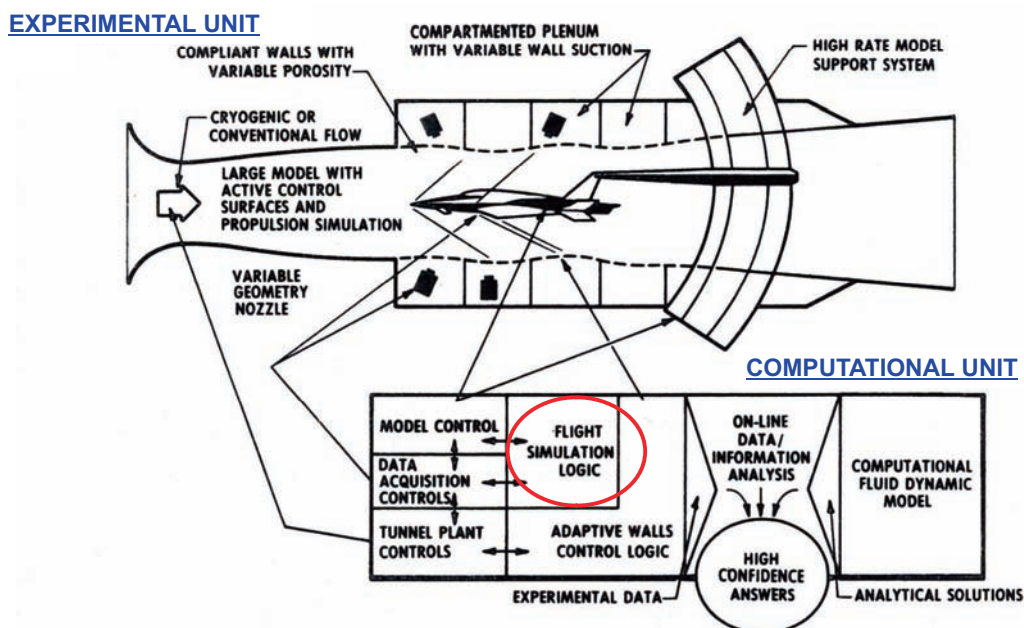 EXPERIMENTAL UNIT
COMPLIANT WALLS WITH
VARIABLE POROSITY
COMPARTMENTED PLENUM
WITH VARIABLE WALL SUCTION
HIGH RATE MODEL
SUPPORT SYSTEM
CRYOGENIC OR
CONVENTIONAL FLOW
LARGE MODEL WITH
ACTIVE CONTROL
SURFACES AND
PROPULSION SIMULATION
VARIABLE
GEOMETRY
NOZZLE
COMPUTATIONAL UNIT
MODEL CONTROL
DATA
ACQUISITION
CONTROLS
TUNNEL PLANT
CONTROLS
FLIGHT
SIMULATION
LOGIC
ADAPTIVE WALLS
CONTROL LOGIC
ON-LINE
DATA/
INFORMATION
ANALYSIS
HIGH
CONFIDENCE
ANSWERS
COMPUTATIONAL
FLUID DYNAMIC
MODEL
EXPERIMENTAL DATA
ANALYTICAL SOLUTIONS